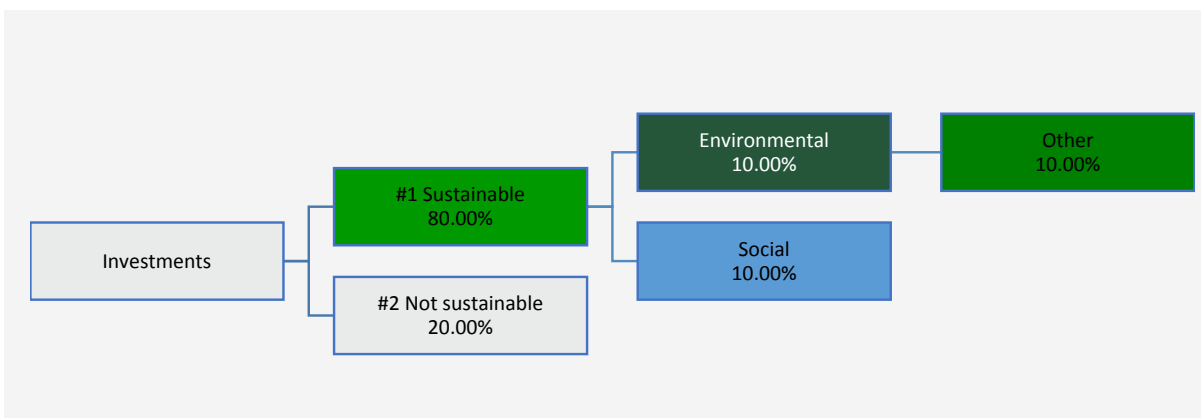 Investments
#1 Sustainable
80.00%
#2 Not sustainable
20.00%
Environmental
10.00%
Social
10.00%
Other
10.00%